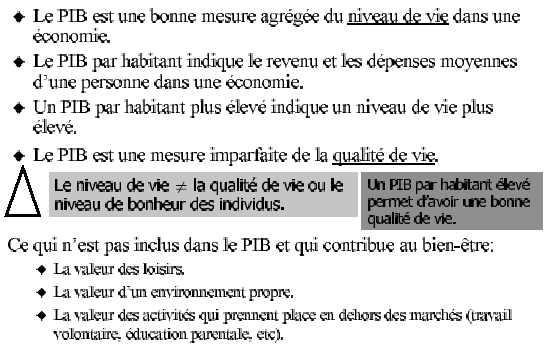 ◆ Le PIB est une bonne mesure agrégée du niveau de vie dans une
économie.
◆ Le PIB par habitant indique le revenu et les dépenses moyennes
d'une personne dans une économie.
◆ Un PIB par habitant plus élevé indique un niveau de vie plus
élevé.
◆ Le PIB est une mesure imparfaite de la qualité de vie.
Le niveau de vie ≠ la qualité de vie ou le
niveau de bonheur des individus.
Un PIB par habitant élevé
permet d'avoir une bonne
qualité de vie.
Ce qui n'est pas inclus dans le PIB et qui contribue au bien-être:
◆ La valeur des loisirs.
◆ La valeur d'un environnement propre.
◆ La valeur des activités qui prennent place en dehors des marchés (travail
volontaire, éducation parentale, etc).